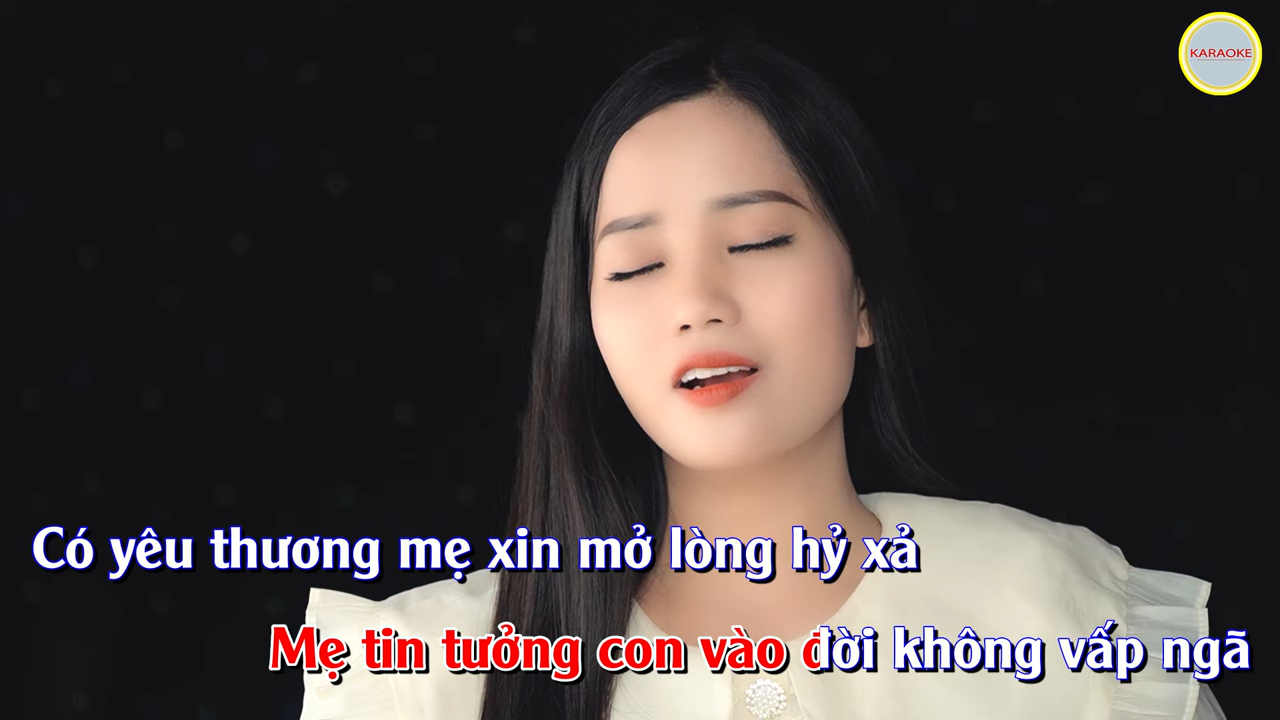 KARAOKE
Có yêu thương mẹ xin mở lòng hỷ xả
Mẹ tin tưởng con vào đời không vấp ngã